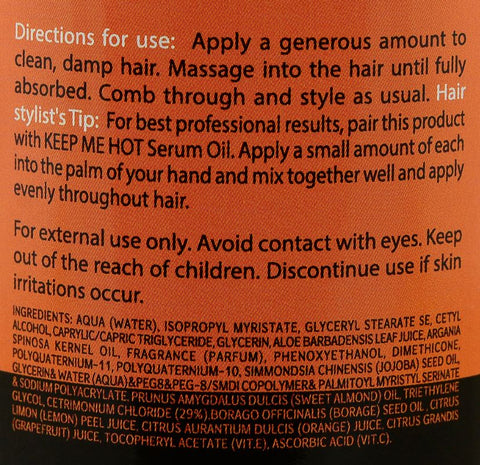 Directions for use: Apply a generous amount to
clean, damp hair. Massage into the hair until fully
absorbed. Comb through and style as usual. Hair
stylist's Tip: For best professional results, pair this product
with KEEP ME HOT Serum Oil. Apply a small amount of each
into the palm of your hand and mix together well and apply
evenly throughout hair.
For external use only. Avoid contact with eyes. Keep
out of the reach of children. Discontinue use if skin
irritations occur.
INGREDIENTS: AQUA (WATER), ISOPROPYL MYRISTATE, GLYCERYL STEARATE SE, CETYL
ALCOHOL, CAPRYLIC/CAPRIC TRIGLYCERIDE, GLYCERIN, ALOE BARBADENSIS LEAF JUICE, ARGANIA
SPINOSA KERNEL OIL, FRAGRANCE (PARFUM), PHENOXYETHANOL, DIMETHICONE,
POLYQUATERNIUM-11, POLYQUATERNIUM-10, SIMMONDSIA CHINENSIS (JOJOBA) SEED OIL,
GLYCERIN& WATER (AQUA)&PEG8&PEG-8/SMDI COPOLYMER& PALMITOYL MYRISTYL SERINATE
& SODIUM POLYACRYLATE, PRUNUS AMYGDALUS DULCIS (SWEET ALMOND) OIL, TRIETHYLENE
GLYCOL, CETRIMONIUM CHLORIDE (29%).BORAGO OFFICINALIS (BORAGE) SEED OIL, CITRUS
LIMON (LEMON) PEEL JUICE, CITRUS AURANTIUM DULCIS (ORANGE) JUICE, CITRUS GRANDIS
(GRAPEFRUIT) JUICE, TOCOPHERYL ACETATE (VIT.E), ASCORBIC ACID (VIT.C).